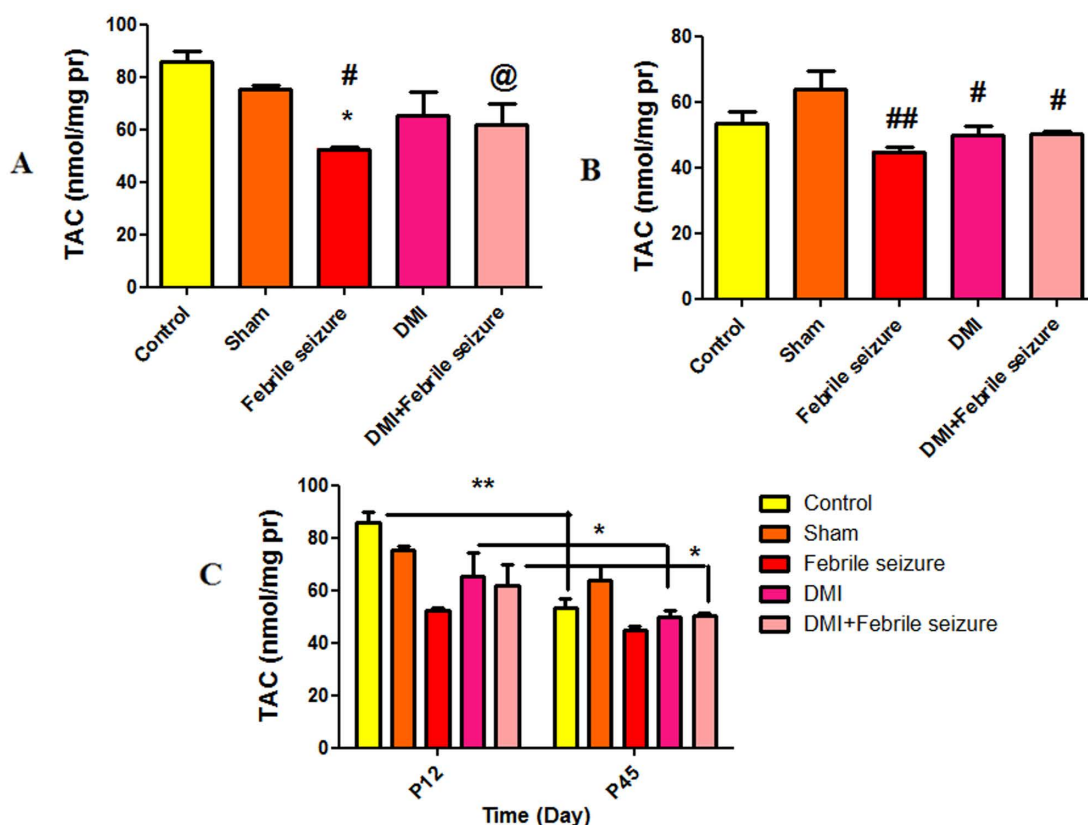 A
TAC (nmol/mg pr)
100
80
60
40
20
0
#
*
@
Control
Sham
Febrile seizure
DMI
DMI+Febrile seizure
B
TAC (nmol/mg pr)
80
60
40
20
0
##
#
#
Control
Sham
Febrile seizure
DMI
DMI+Febrile seizure
C
TAC (nmol/mg pr)
100
80
60
40
20
0
**
*
*
P12
P45
Time (Day)
Control
Sham
Febrile seizure
DMI
DMI+Febrile seizure